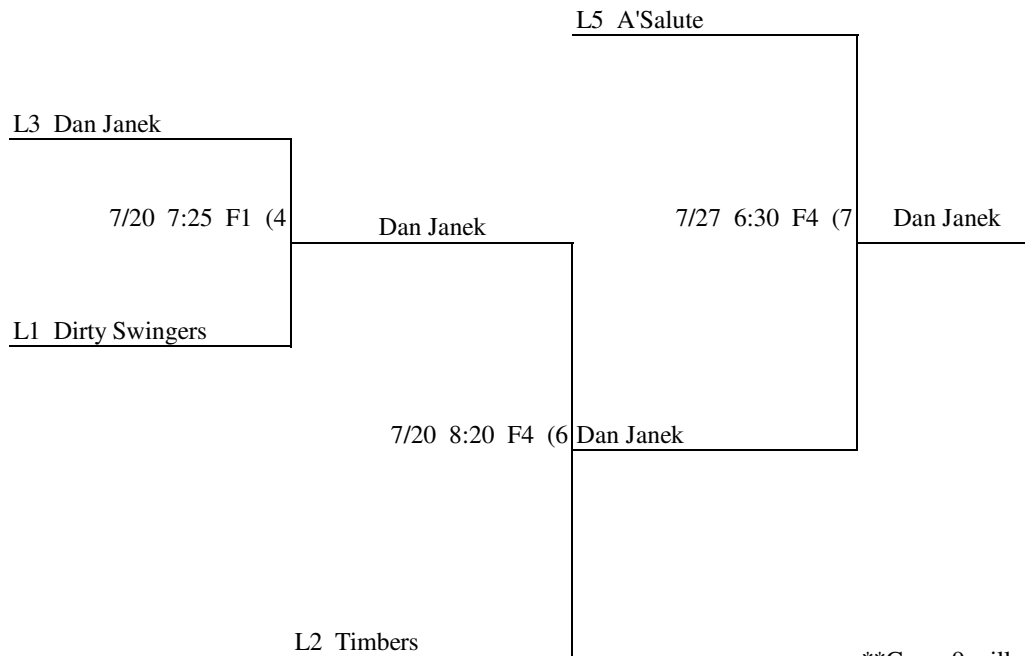 L5 A'Salute
L3 Dan Janek
7/20 7:25 F1 (4
Dan Janek
7/27 6:30 F4 (7
Dan Janek
L1 Dirty Swingers
7/20 8:20 F4 (6
Dan Janek
L2 Timbers